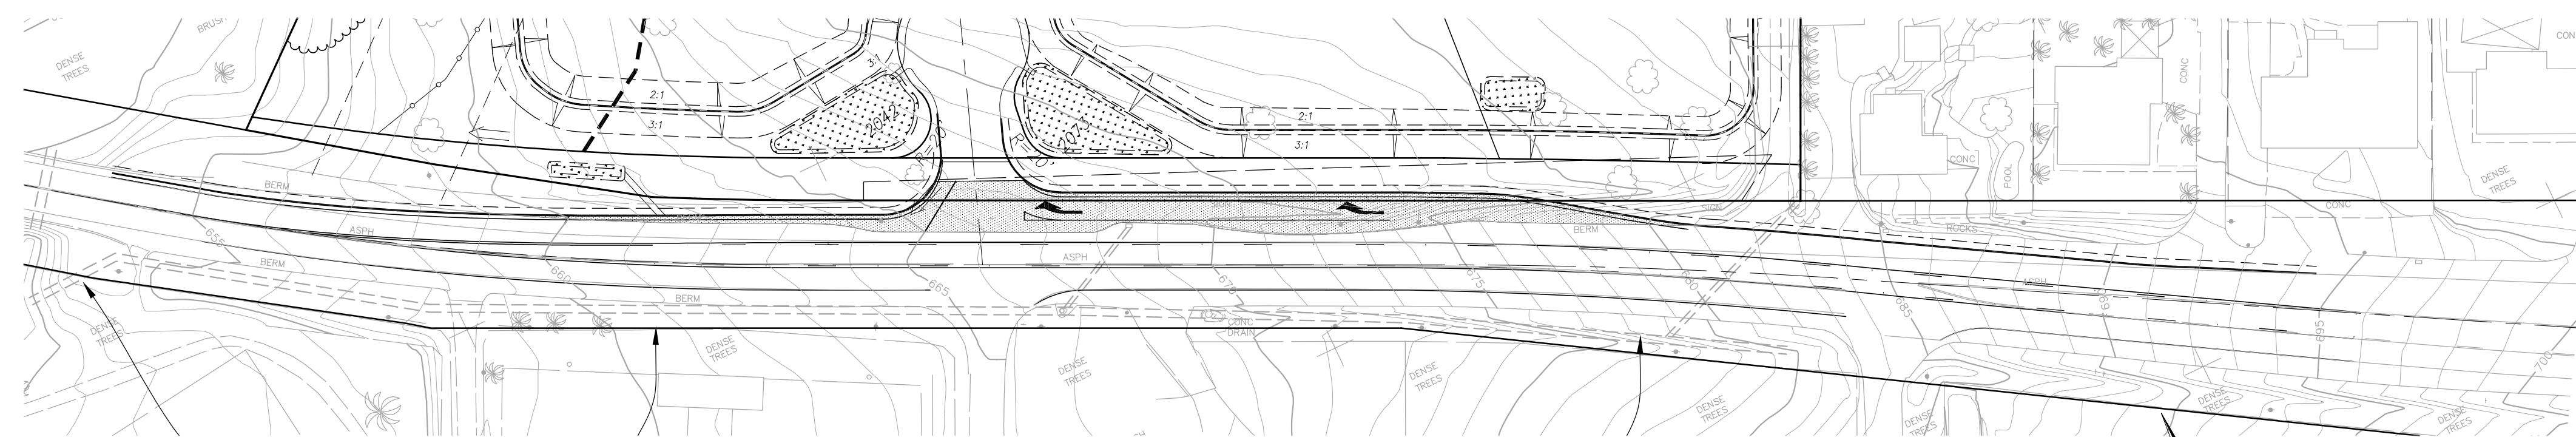 BRUSH
DENSE
TREES
2:1
3:1
3:1
2042
R=20'
R=20'
2073
2:1
3:1
CONC
POOL
CONC
CONC
DENSE
TREES
BERM
SIGN
CONC
655
ASPH
BERM
ROCKS
BERM
660
665
ASPH
670
675
680
ASPH
685
695
700
BERM
CONC
DRAIN
DENSE
TREES
DENSE
TREES
DENSE
TREES
DENSE
TREES
DENSE
TREES
DENSE
TREES
DENSE
TREES
DENSE
TREES